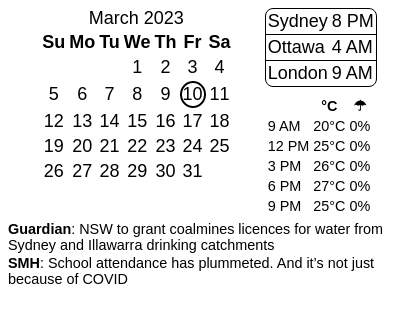 March 2023
Su Mo Tu We Th Fr Sa
1 2 3 4
5 6 7 8 9 10 11
12 13 14 15 16 17 18
19 20 21 22 23 24 25
26 27 28 29 30 31
Sydney 8 PM
Ottawa 4 AM
London 9 AM
°C ☂
9 AM 20°C 0%
12 PM 25°C 0%
3 PM 26°C 0%
6 PM 27°C 0%
9 PM 25°C 0%
Guardian: NSW to grant coalmines licences for water from
Sydney and Illawarra drinking catchments
SMH: School attendance has plummeted. And it’s not just
because of COVID